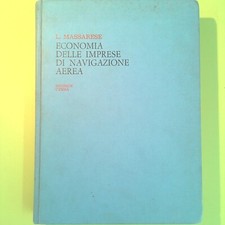 L. MASSARESE
ECONOMIA
DELLE IMPRESE
DI NAVIGAZIONE
AEREA